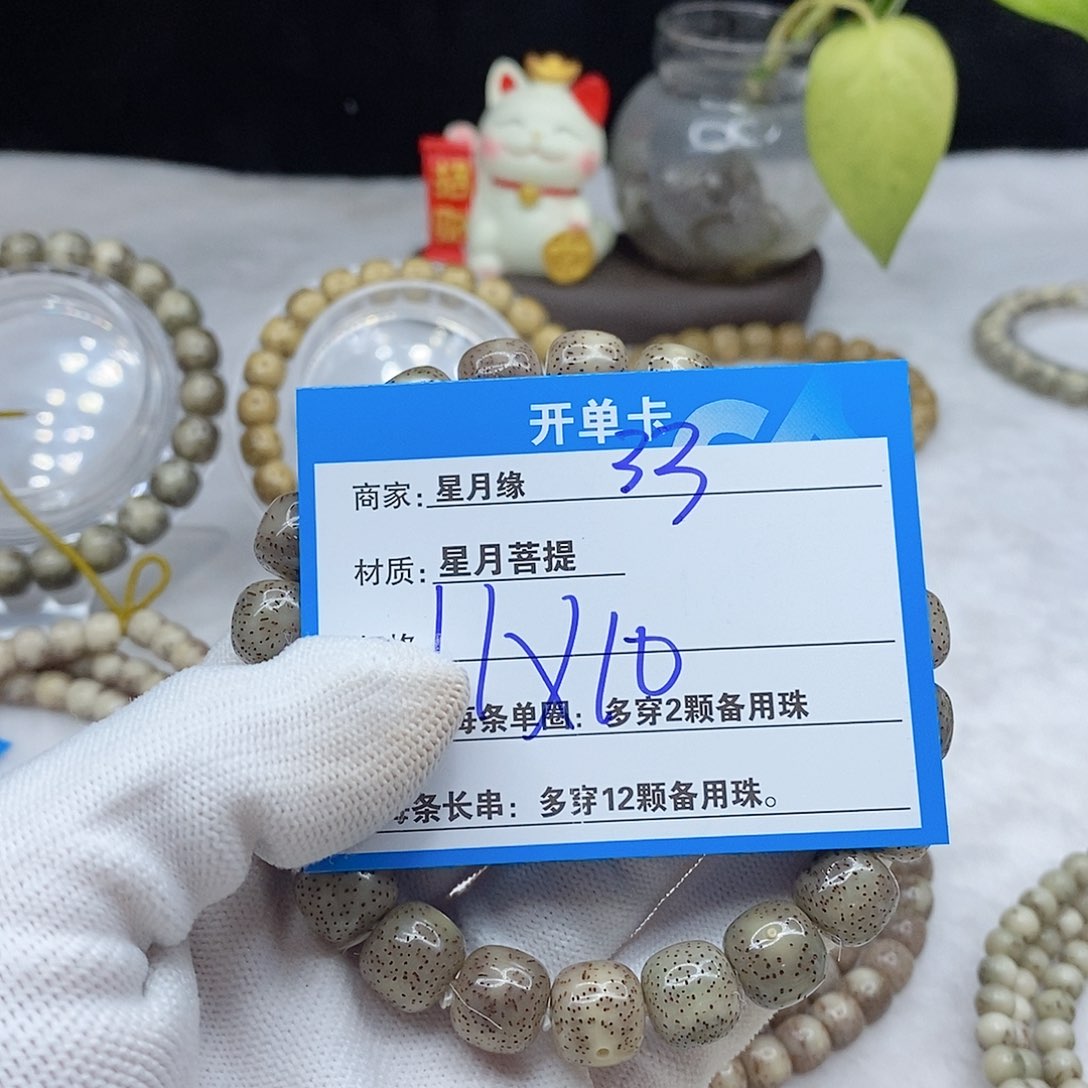 开单卡
33
商家：星月缘
材质：星月菩提
11X10
每条单圈：多穿2颗备用珠
每条长串：多穿12颗备用珠。